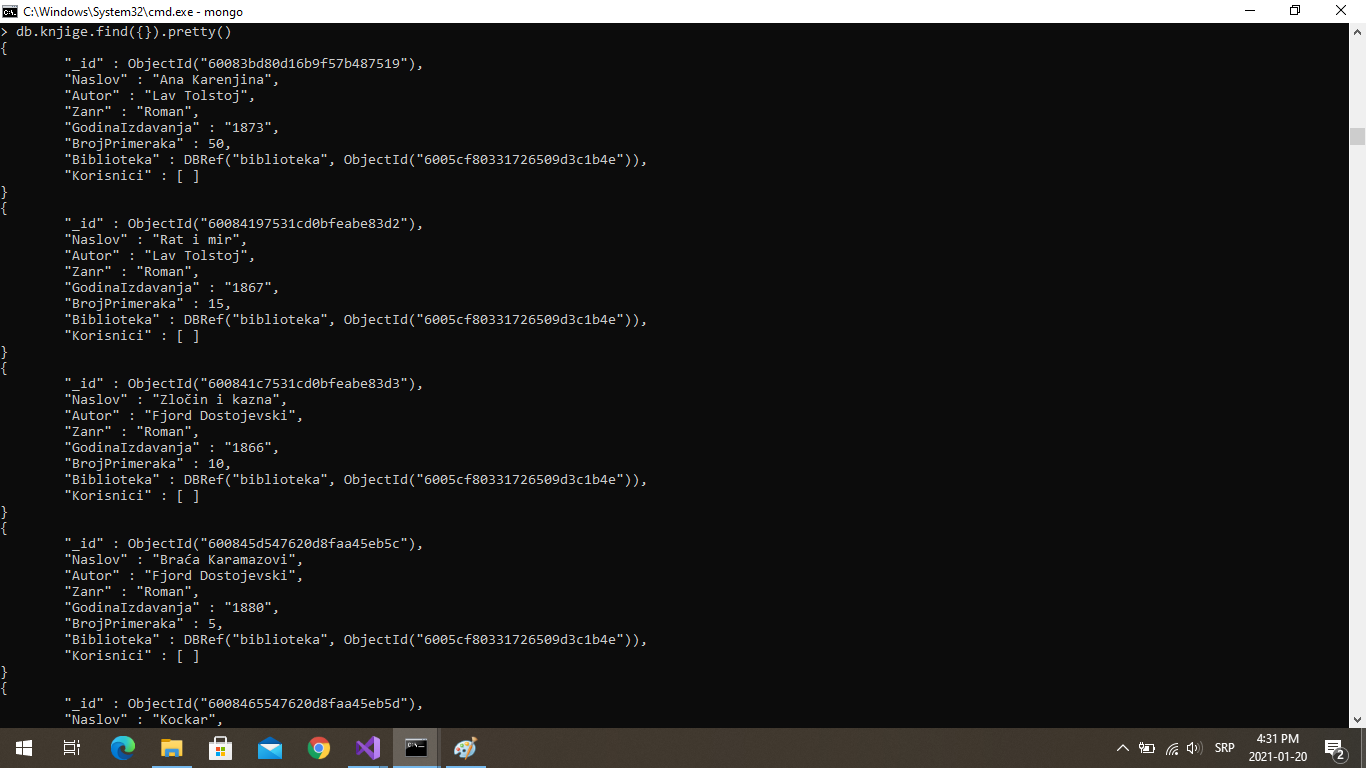 C:\Windows\System32\cmd.exe - mongo
> db.knjige.find({}).pretty()
{
"_id" : ObjectId("60083bd80d16b9f57b487519"),
"Naslov" : "Ana Karenjina",
"Autor" : "Lav Tolstoj",
"Zanr" : "Roman",
"GodinaIzdavanja" : "1873",
"BrojPrimeraka" : 50,
"Biblioteka" : DBRef("biblioteka", ObjectId("6005cf80331726509d3c1b4e")),
"Korisnici" : [ ]
}
{
"_id" : ObjectId("60084197531cd0bfeabe83d2"),
"Naslov" : "Rat i mir",
"Autor" : "Lav Tolstoj",
"Zanr" : "Roman",
"GodinaIzdavanja" : "1867",
"BrojPrimeraka" : 15,
"Biblioteka" : DBRef("biblioteka", ObjectId("6005cf80331726509d3c1b4e")),
"Korisnici" : [ ]
}
{
"_id" : ObjectId("600841c7531cd0bfeabe83d3"),
"Naslov" : "Zločin i kazna",
"Autor" : "Fjord Dostojevski",
"Zanr" : "Roman",
"GodinaIzdavanja" : "1866",
"BrojPrimeraka" : 10,
"Biblioteka" : DBRef("biblioteka", ObjectId("6005cf80331726509d3c1b4e")),
"Korisnici" : [ ]
}
{
"_id" : ObjectId("600845d547620d8faa45eb5c"),
"Naslov" : "Braća Karamazovi",
"Autor" : "Fjord Dostojevski",
"Zanr" : "Roman",
"GodinaIzdavanja" : "1880",
"BrojPrimeraka" : 5,
"Biblioteka" : DBRef("biblioteka", ObjectId("6005cf80331726509d3c1b4e")),
"Korisnici" : [ ]
}
{
"_id" : ObjectId("6008465547620d8faa45eb5d"),
"Naslov" : "Kockar",
SRP
4:31 PM
2021-01-20
2